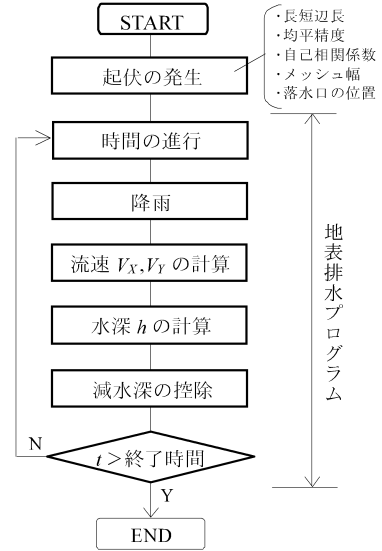 START
起伏の発生
・長短辺長
・均平精度
・自己相関係数
・メッシュ幅
・落水口の位置
時間の進行
降雨
流速 VX,VY の計算
水深 h の計算
減水深の控除
t＞終了時間
N
Y
END
地表排水プログラム